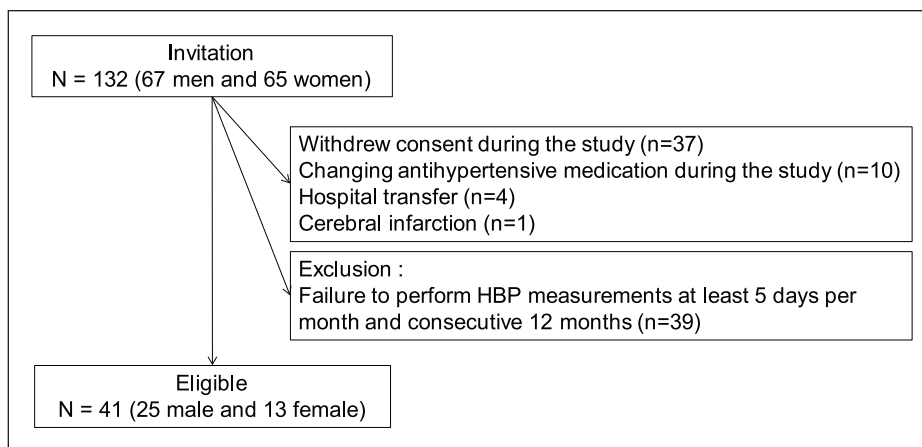 Invitation
N = 132 (67 men and 65 women)
Withdrew consent during the study (n=37)
Changing antihypertensive medication during the study (n=10)
Hospital transfer (n=4)
Cerebral infarction (n=1)
Exclusion :
Failure to perform HBP measurements at least 5 days per
month and consecutive 12 months (n=39)
Eligible
N = 41 (25 male and 13 female)